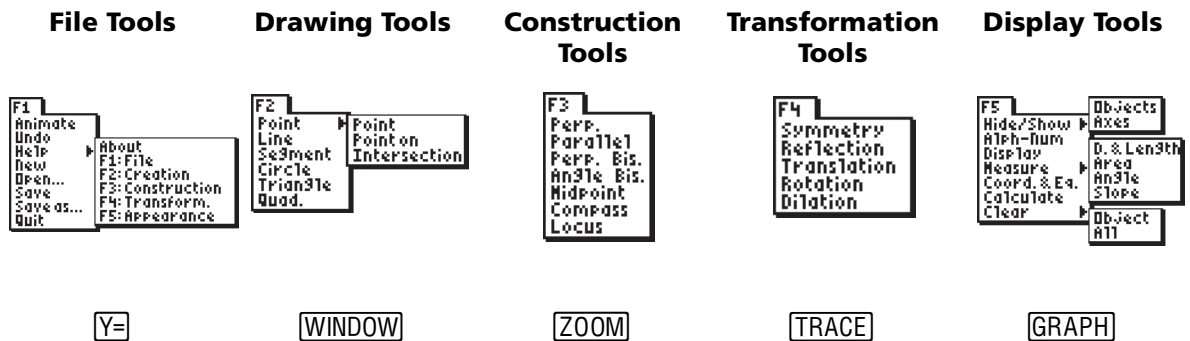 File Tools
Drawing Tools
Construction
Tools
Transformation
Tools
Display Tools
F1
Animate
Undo
Help
New
Open...
Save
Save as...
Quit
About
F1: File
F2: Creation
F3: Construction
F4: Transform.
F5: Appearance
F2
Point
Line
Segment
Circle
Triangle
Quad.
Point
Point on
Intersection
F3
Perp.
Parallel
Perp. Bis.
Angle Bis.
Midpoint
Compass
Locus
F4
Symmetry
Reflection
Translation
Rotation
Dilation
F5
Hide/Show
Alph-Num
Display
Measure
Coord. & Eq.
Calculate
Clear
Objects
Axes
D. & Length
Area
Angle
Slope
Object
All
Y=
WINDOW
ZOOM
TRACE
GRAPH